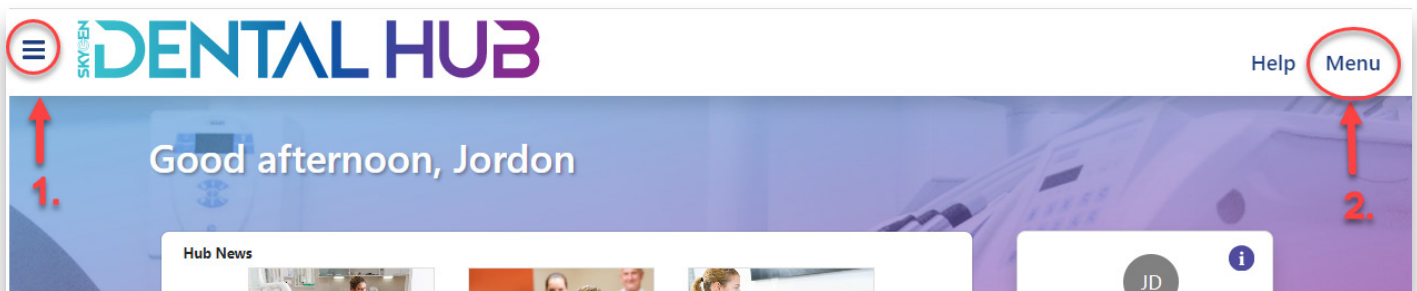 SKYGEN
DENTAL HUB
Help Menu
Good afternoon, Jordon
1.
2.
Hub News
i
JD